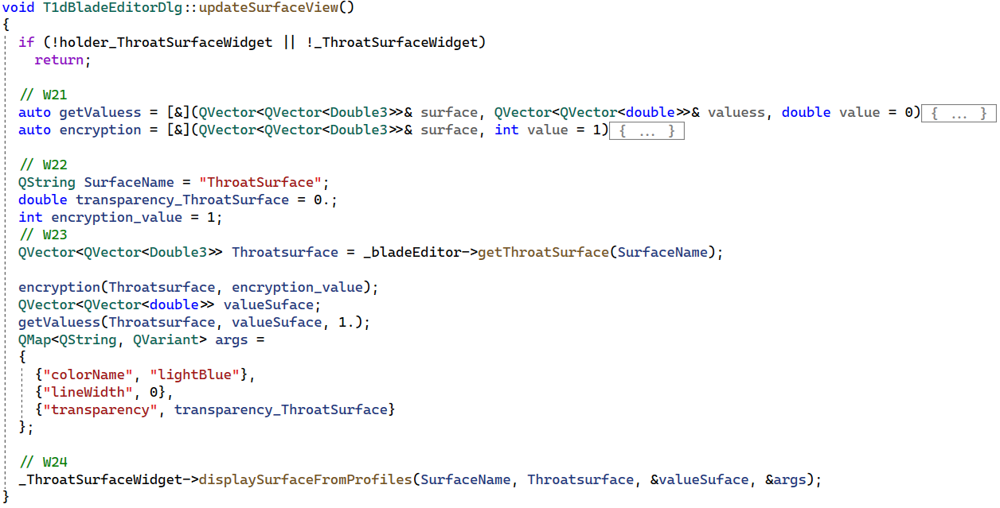 void T1dBladeEditorDlg::updateSurfaceView()
{
if (!holder_ThroatSurfaceWidget || !_ThroatSurfaceWidget)
return;
// W21
auto getValuess = [&](QVector<QVector<Double3>>& surface, QVector<QVector<double>>& valuess, double value = 0){ ... }
auto encryption = [&](QVector<QVector<Double3>>& surface, int value = 1){ ... }
// W22
QString SurfaceName = "ThroatSurface";
double transparency_ThroatSurface = 0.;
int encryption_value = 1;
// W23
QVector<QVector<Double3>> Throatsurface = _bladeEditor->getThroatSurface(SurfaceName);
encryption(Throatsurface, encryption_value);
QVector<QVector<double>> valueSuface;
getValuess(Throatsurface, valueSuface, 1.);
QMap<QString, QVariant> args =
{
{"colorName", "lightBlue"},
{"lineWidth", 0},
{"transparency", transparency_ThroatSurface}
};
// W24
_ThroatSurfaceWidget->displaySurfaceFromProfiles(SurfaceName, Throatsurface, &valueSuface, &args);
}